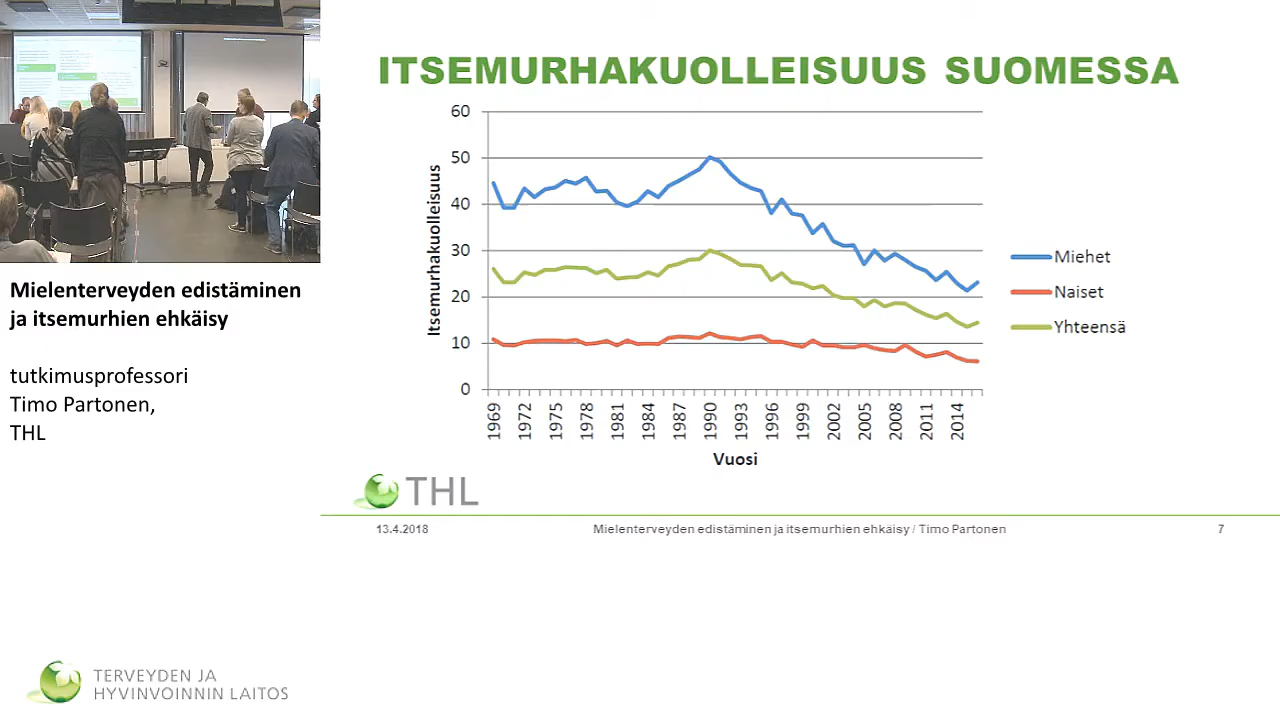 Mielenterveyden edistäminen
ja itsemurhien ehkäisy
tutkimusprofessori
Timo Partonen,
THL
ITSEMURHAKUOLLEISUUS SUOMESSA
Itsemurhakuolleisuus
60
50
40
30
20
10
0
1969 1972 1975 1978 1981 1984 1987 1990 1993 1996 1999 2002 2005 2008 2011 2014
Vuosi
Miehet
Naiset
Yhteensä
THL
13.4.2018 Mielenterveyden edistäminen ja itsemurhien ehkäisy / Timo Partonen 7
TERVEYDEN JA
HYVINVOINNIN LAITOS